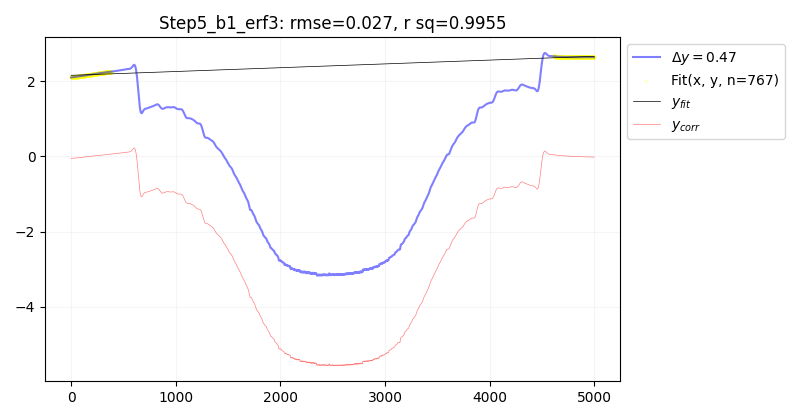 Step5_b1_erf3: rmse=0.027, r sq=0.9955
Δy = 0.47
Fit(x, y, n=767)
y_fit
y_corr
2
0
−2
−4
0 1000 2000 3000 4000 5000